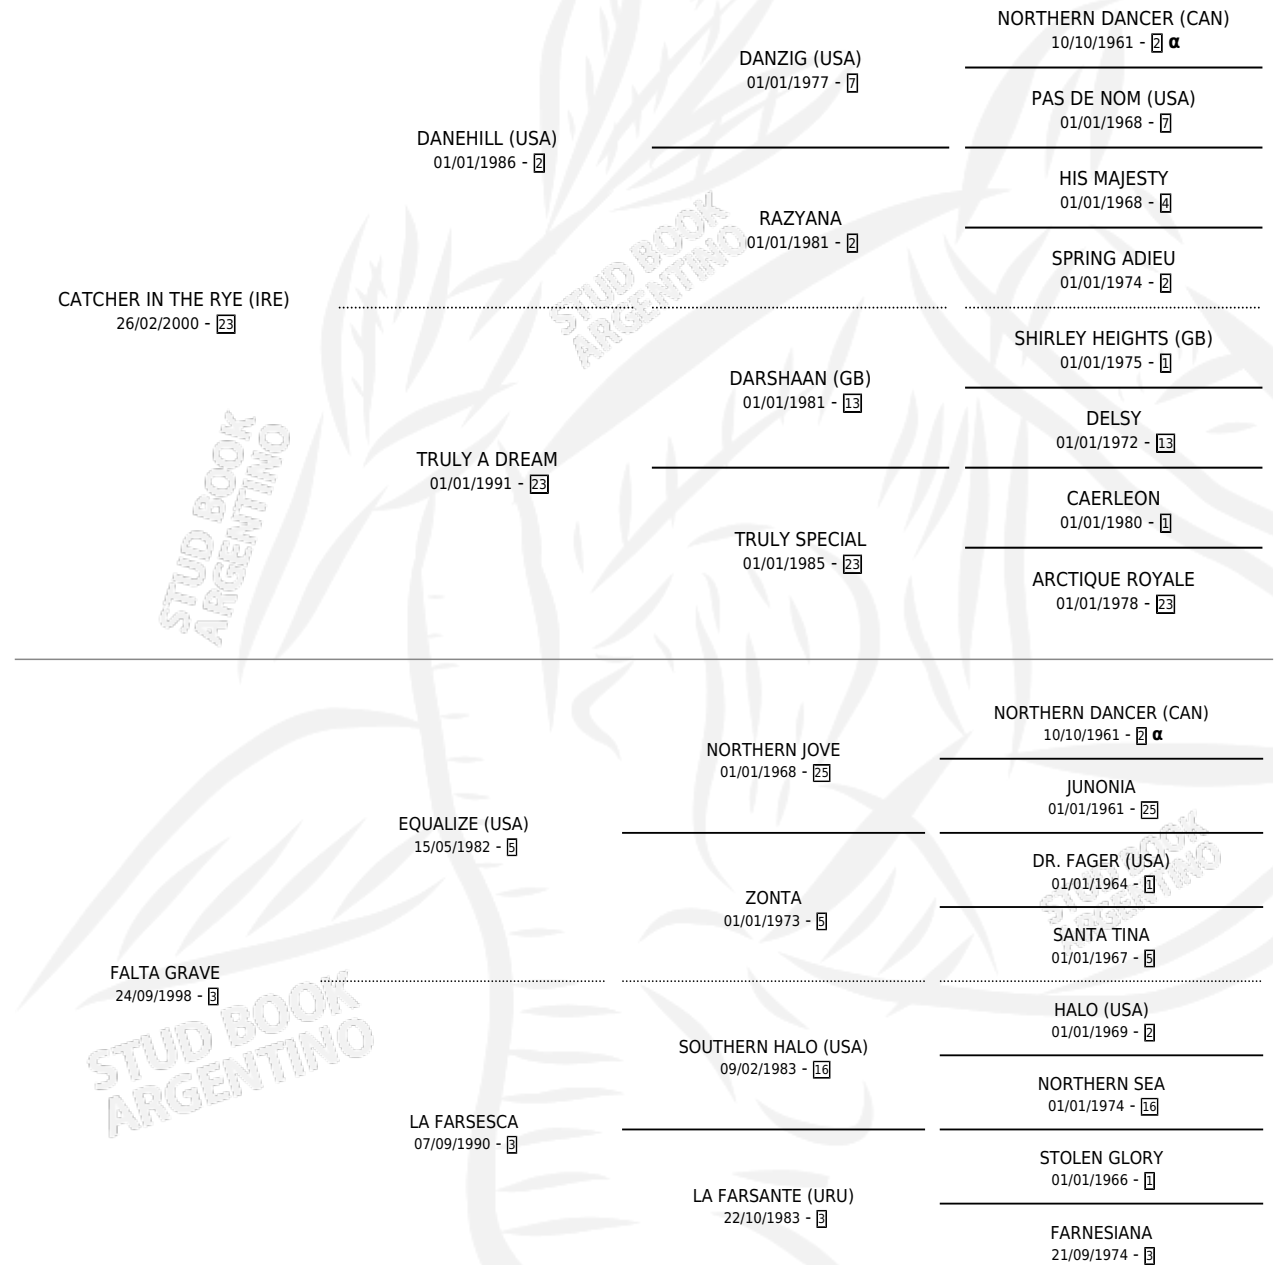 NORTHERN DANCER (CAN)
10/10/1961 - 2 α
DANZIG (USA)
01/01/1977 - 7
PAS DE NOM (USA)
01/01/1968 - 7
DANEHILL (USA)
01/01/1986 - 2
HIS MAJESTY
01/01/1968 - 4
RAZYANA
01/01/1981 - 2
SPRING ADIEU
01/01/1974 - 2
CATCHER IN THE RYE (IRE)
26/02/2000 - 23
SHIRLEY HEIGHTS (GB)
01/01/1975 - 1
DARSHAAN (GB)
01/01/1981 - 13
DELSY
01/01/1972 - 13
TRULY A DREAM
01/01/1991 - 23
CAERLEON
01/01/1980 - 1
TRULY SPECIAL
01/01/1985 - 23
ARCTIQUE ROYALE
01/01/1978 - 23
NORTHERN DANCER (CAN)
10/10/1961 - 2 α
NORTHERN JOVE
01/01/1968 - 25
JUNONIA
01/01/1961 - 25
EQUALIZE (USA)
15/05/1982 - 5
DR. FAGER (USA)
01/01/1964 - 1
ZONTA
01/01/1973 - 5
SANTA TINA
01/01/1967 - 5
FALTA GRAVE
24/09/1998 - 3
HALO (USA)
01/01/1969 - 2
SOUTHERN HALO (USA)
09/02/1983 - 16
NORTHERN SEA
01/01/1974 - 16
LA FARSESCA
07/09/1990 - 3
STOLEN GLORY
01/01/1966 - 1
LA FARSANTE (URU)
22/10/1983 - 3
FARNESIANA
21/09/1974 - 3
STUD BOOK
ARGENTINO
STUD BOOK
ARGENTINO
STUD BOOK
ARGENTINO
STUD BOOK
ARGENTINO